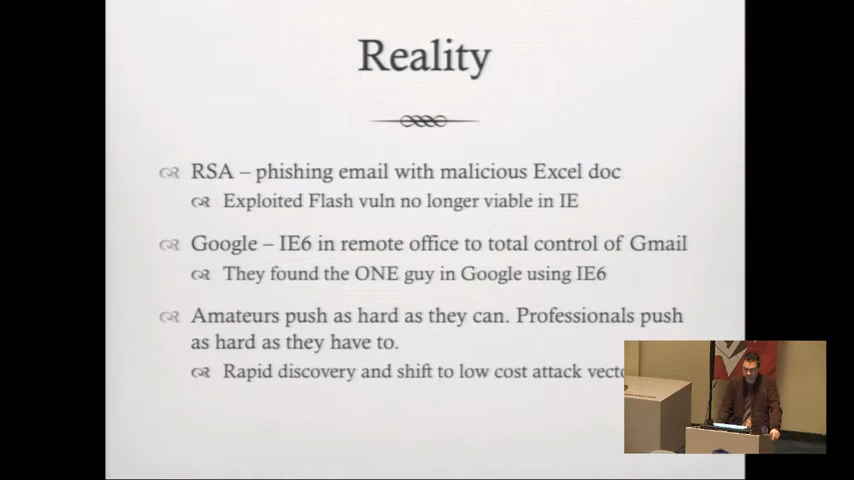 Reality
RSA – phishing email with malicious Excel doc
Exploited Flash vuln no longer viable in IE
Google – IE6 in remote office to total control of Gmail
They found the ONE guy in Google using IE6
Amateurs push as hard as they can. Professionals push
as hard as they have to.
Rapid discovery and shift to low cost attack